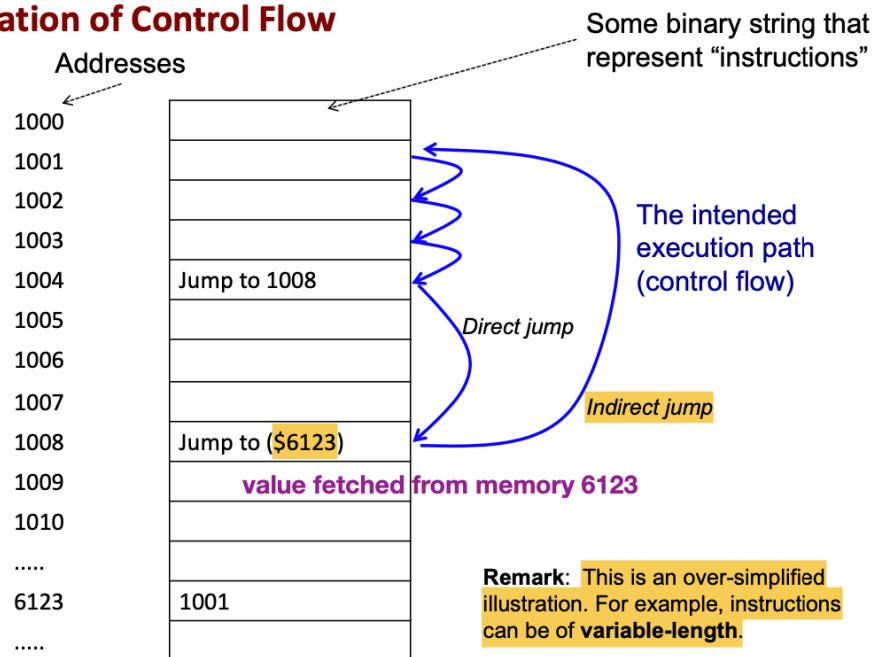 ation of Control Flow
Some binary string that
represent “instructions”
Addresses
1000
1001
1002
1003
1004 Jump to 1008
1005
1006
1007
1008 Jump to ($6123)
1009
1010
.....
6123 1001
.....
The intended
execution path
(control flow)
Direct jump
Indirect jump
value fetched from memory 6123
Remark: This is an over-simplified
illustration. For example, instructions
can be of variable-length.